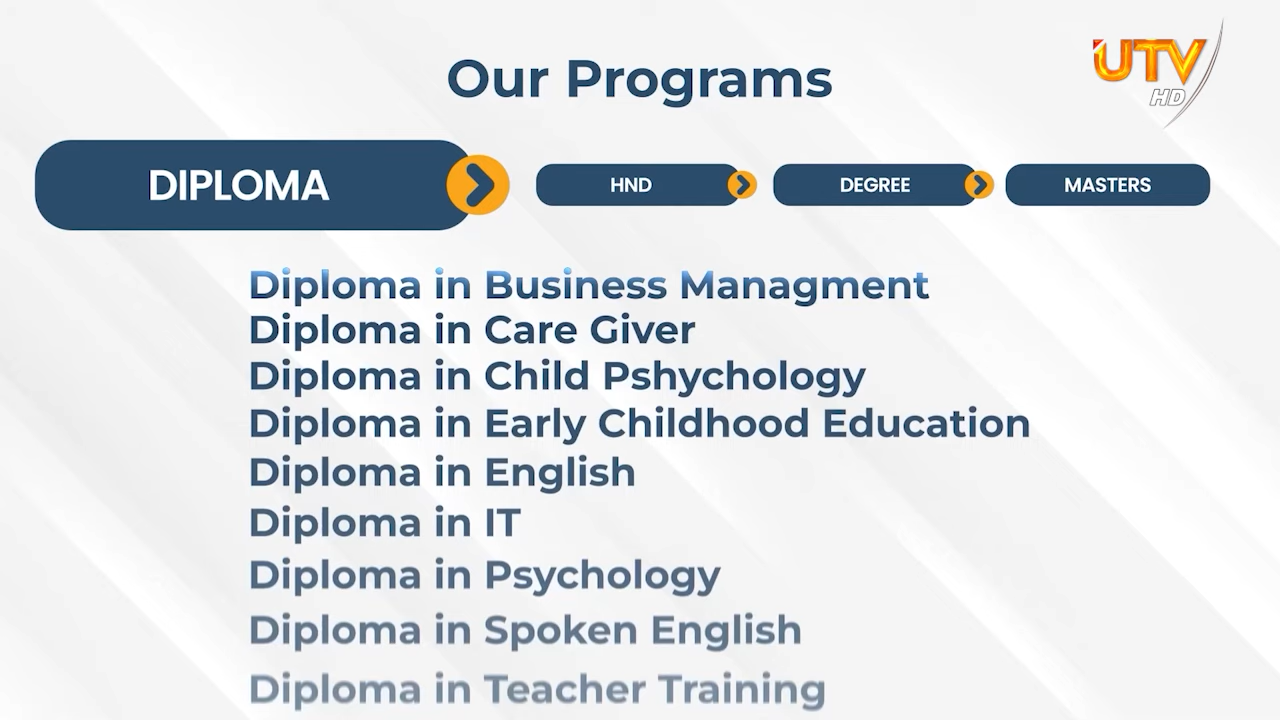 Our Programs
UTV
HD
DIPLOMA
HND
DEGREE
MASTERS
Diploma in Business Managment
Diploma in Care Giver
Diploma in Child Pshychology
Diploma in Early Childhood Education
Diploma in English
Diploma in IT
Diploma in Psychology
Diploma in Spoken English
Diploma in Teacher Training